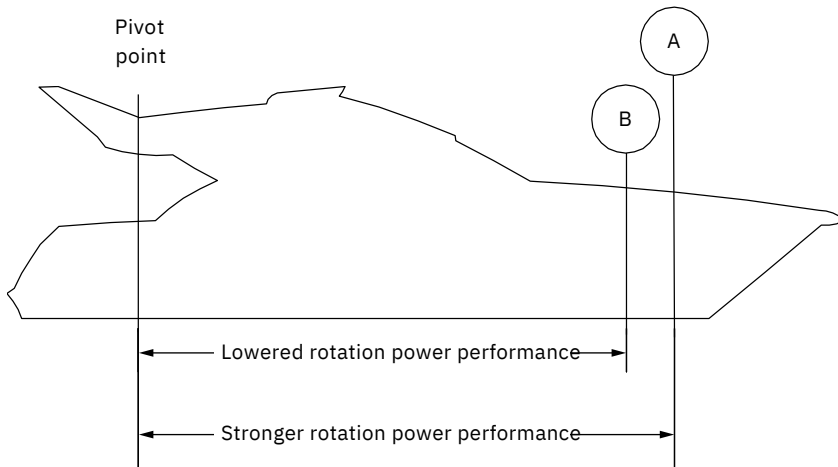 Pivot
point
A
B
Lowered rotation power performance
Stronger rotation power performance